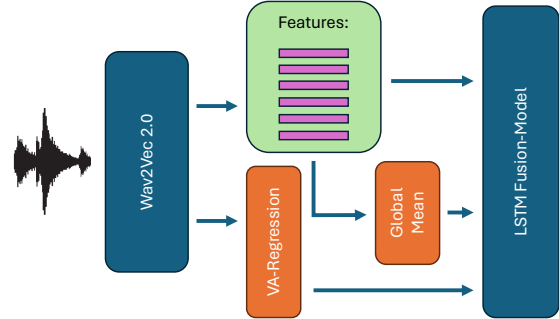 Features:
Wav2Vec 2.0
VA-Regression
Global
Mean
LSTM Fusion-Model